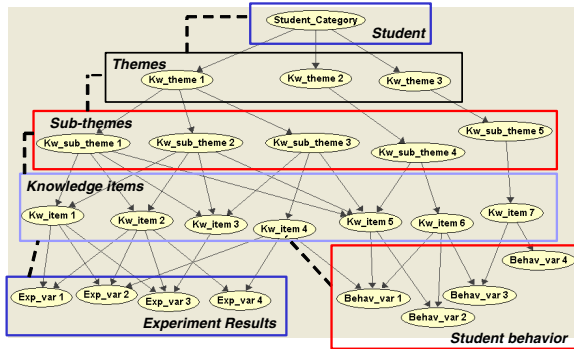 Student_Category
Student
Themes
Kw_theme 1
Kw_theme 2
Kw_theme 3
Sub-themes
Kw_sub_theme 1
Kw_sub_theme 2
Kw_sub_theme 3
Kw_sub_theme 4
Kw_sub_theme 5
Knowledge items
Kw_item 1
Kw_item 2
Kw_item 3
Kw_item 4
Kw_item 5
Kw_item 6
Kw_item 7
Behav_var 4
Exp_var 1
Exp_var 2
Exp_var 3
Exp_var 4
Behav_var 1
Behav_var 3
Behav_var 2
Experiment Results
Student behavior